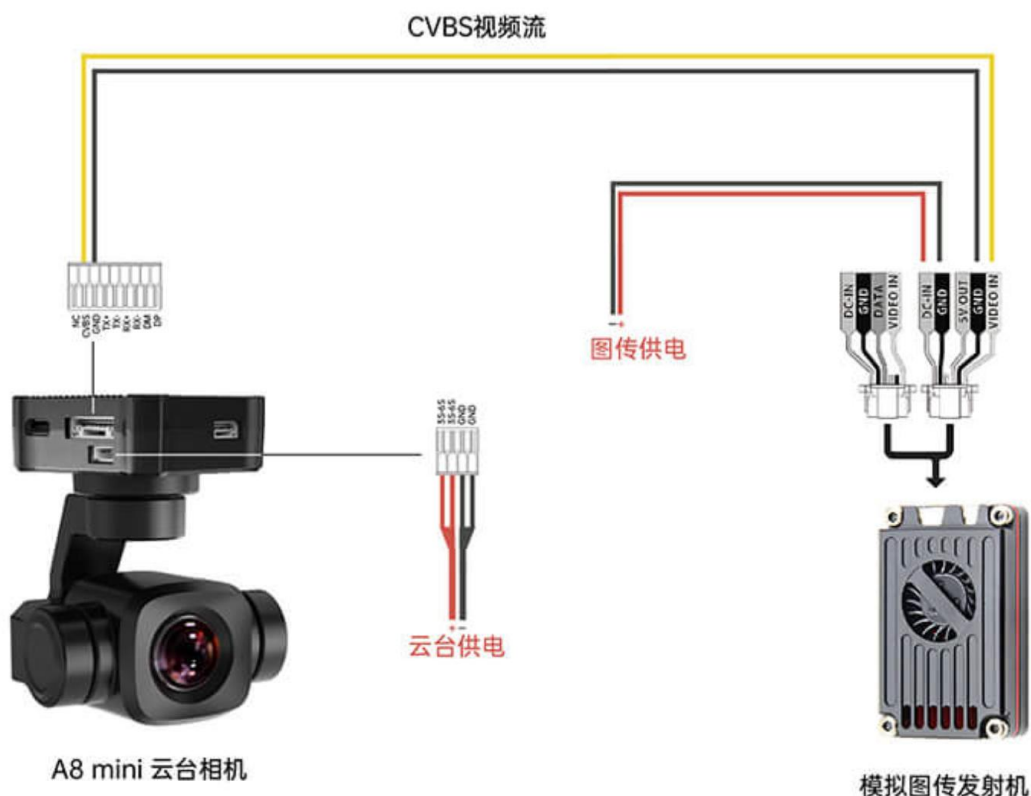 CVBS视频流
NC
CVBS
GND
TX+
TX-
RX+
RX-
DM
DP
图传供电
DC-IN
GND
DATA
VIDEO IN
DC-IN
GND
5V OUT
GND
VIDEO IN
3S-6S
3S-6S
GND
GND
云台供电
A8 mini 云台相机
模拟图传发射机